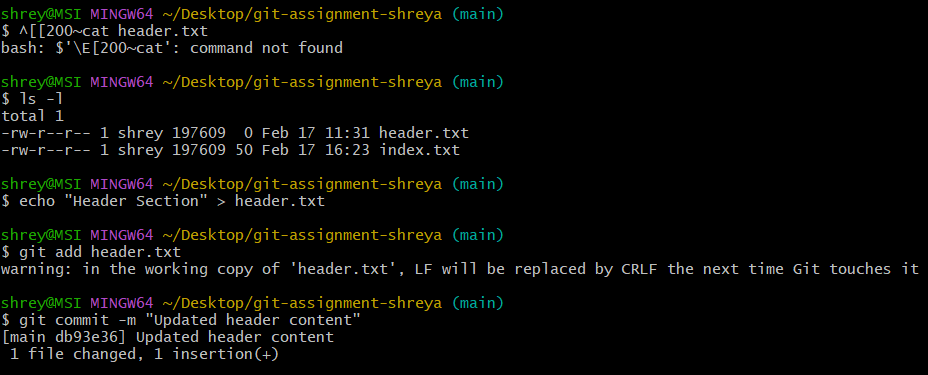 shrey@MSI MINGW64 ~/Desktop/git-assignment-shreya (main)
$ ^[[200~cat header.txt
bash: $'\E[200~cat': command not found

shrey@MSI MINGW64 ~/Desktop/git-assignment-shreya (main)
$ ls -l
total 1
-rw-r--r-- 1 shrey 197609  0 Feb 17 11:31 header.txt
-rw-r--r-- 1 shrey 197609 50 Feb 17 16:23 index.txt

shrey@MSI MINGW64 ~/Desktop/git-assignment-shreya (main)
$ echo "Header Section" > header.txt

shrey@MSI MINGW64 ~/Desktop/git-assignment-shreya (main)
$ git add header.txt
warning: in the working copy of 'header.txt', LF will be replaced by CRLF the next time Git touches it

shrey@MSI MINGW64 ~/Desktop/git-assignment-shreya (main)
$ git commit -m "Updated header content"
[main db93e36] Updated header content
 1 file changed, 1 insertion(+)